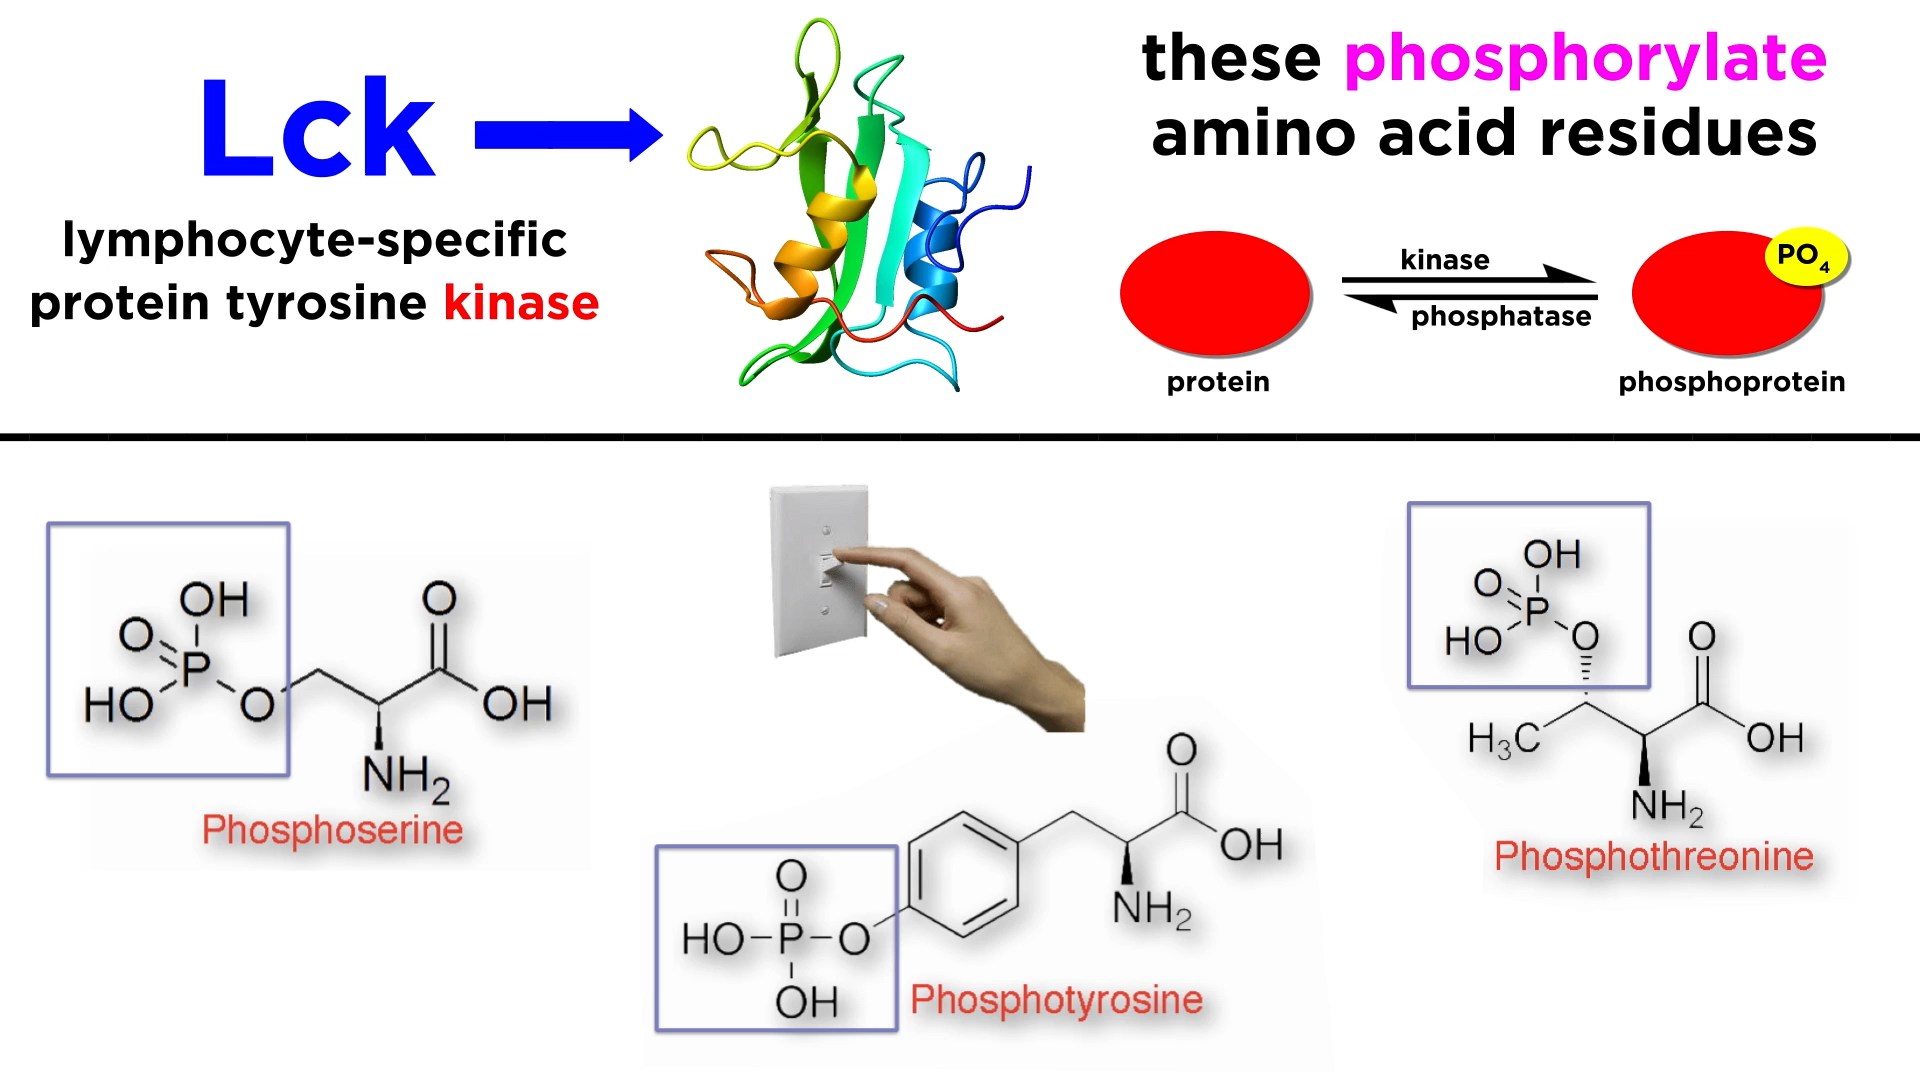 Lck
lymphocyte-specific
protein tyrosine kinase
these phosphorylate
amino acid residues
kinase
phosphatase
PO4
protein
phosphoprotein
OH
O
P
HO
O
O
OH
NH2
Phosphoserine
O
HO-P-O
OH
O
OH
NH2
Phosphotyrosine
OH
O
P
HO
O
O
H3C
OH
NH2
Phosphothreonine